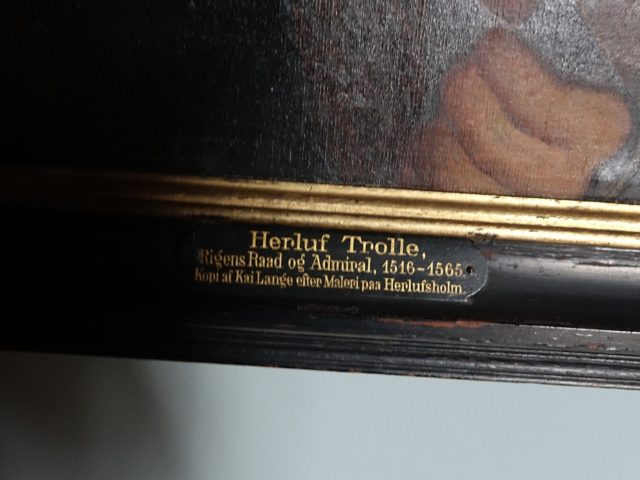 Herluf Trolle,
Rigens Raad og Admiral, 1516-1565.
Kopi af Kai Lange efter Maleri paa Herlufsholm.